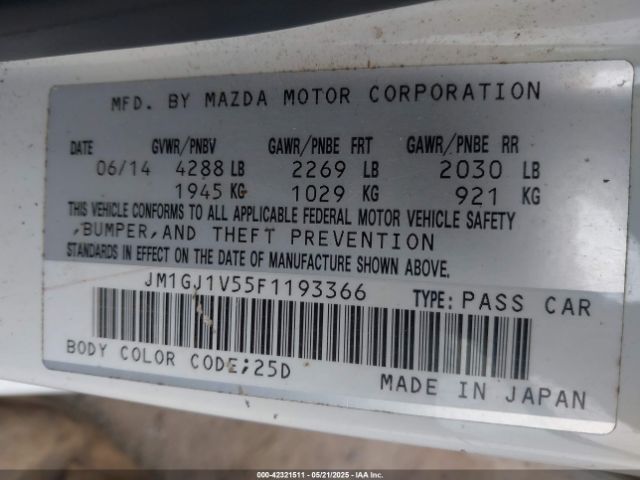 MFD. BY MAZDA MOTOR CORPORATION
DATE GVWR/PNBV GAWR/PNBE FRT GAWR/PNBE RR
06/14 4288 LB 2269 LB 2030 LB
1945 KG 1029 KG 921 KG
THIS VEHICLE CONFORMS TO ALL APPLICABLE FEDERAL MOTOR VEHICLE SAFETY
,BUMPER,AND THEFT PREVENTION
STANDARDS IN EFFECT ON THE DATE OF MANUFACTURE SHOWN ABOVE.
JM1GJ1V55F1193366 TYPE: PASS CAR
BODY COLOR CODE;25D
MADE IN JAPAN
000-42321511 - 05/21/2025 - IAA Inc.